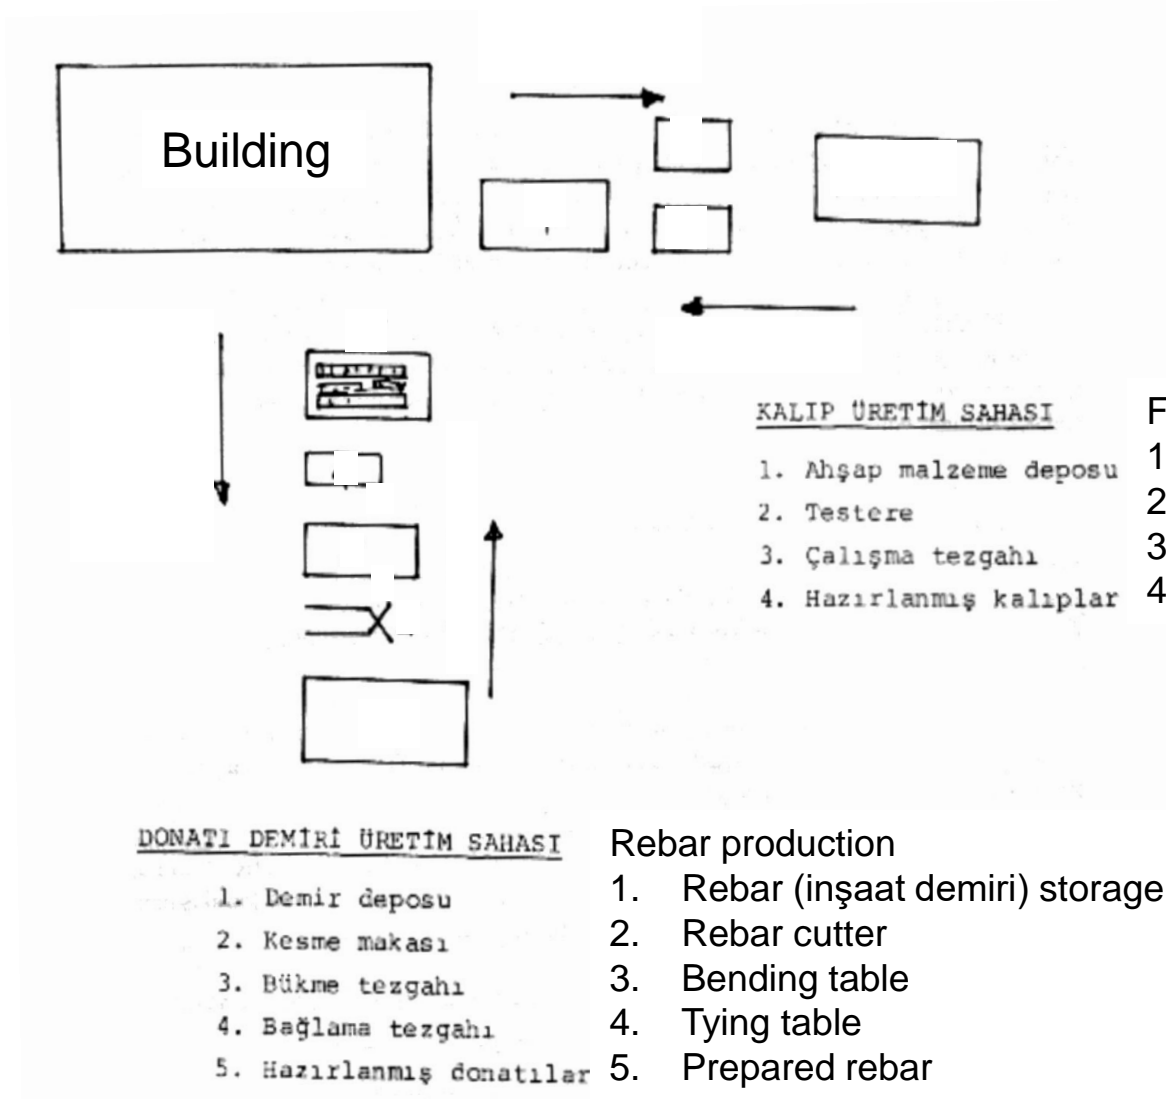 Building
KALIP ÜRETİM SAHASI
1. Ahşap malzeme deposu
2. Testere
3. Çalışma tezgahı
4. Hazırlanmış kalıplar
F
1
2
3
4
DONATI DEMİRİ ÜRETİM SAHASI
1. Demir deposu
2. Kesme makası
3. Bükme tezgahı
4. Bağlama tezgahı
5. Hazırlanmış donatılar
Rebar production
1. Rebar (inşaat demiri) storage
2. Rebar cutter
3. Bending table
4. Tying table
5. Prepared rebar